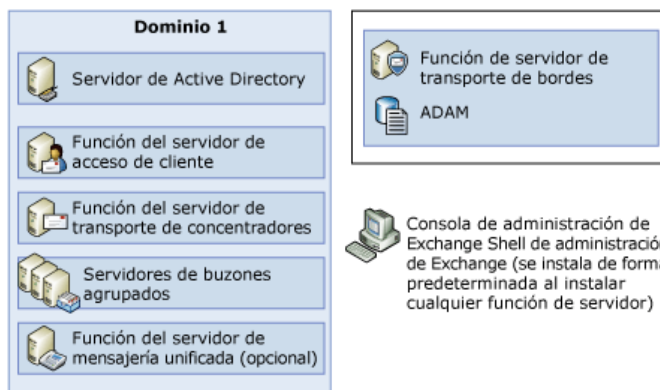 Dominio 1
Servidor de Active Directory
Función del servidor de
acceso de cliente
Función del servidor de
transporte de concentradores
Servidores de buzones
agrupados
Función del servidor de
mensajería unificada (opcional)
Función de servidor de
transporte de bordes
ADAM
Consola de administración de
Exchange Shell de administración
de Exchange (se instala de forma
predeterminada al instalar
cualquier función de servidor)